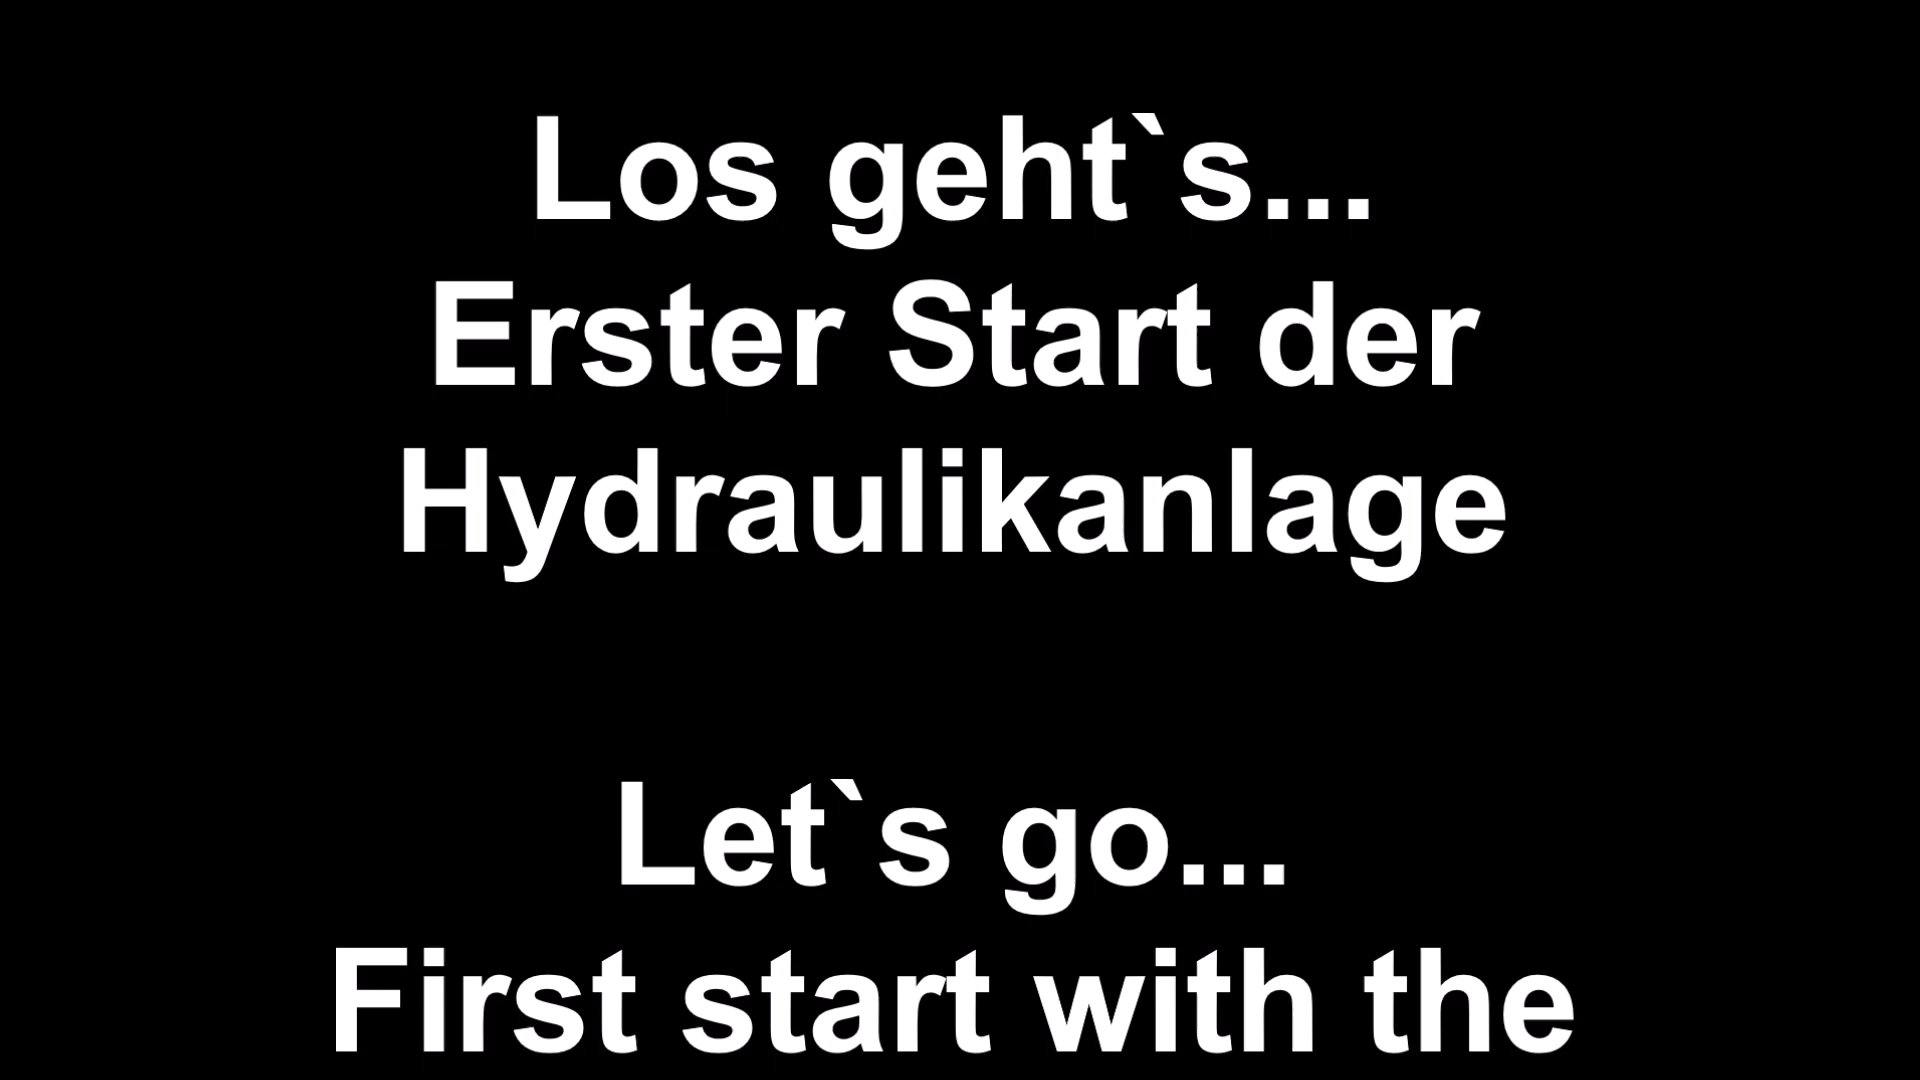 Los geht`s...
Erster Start der
Hydraulikanlage
Let`s go...
First start with the